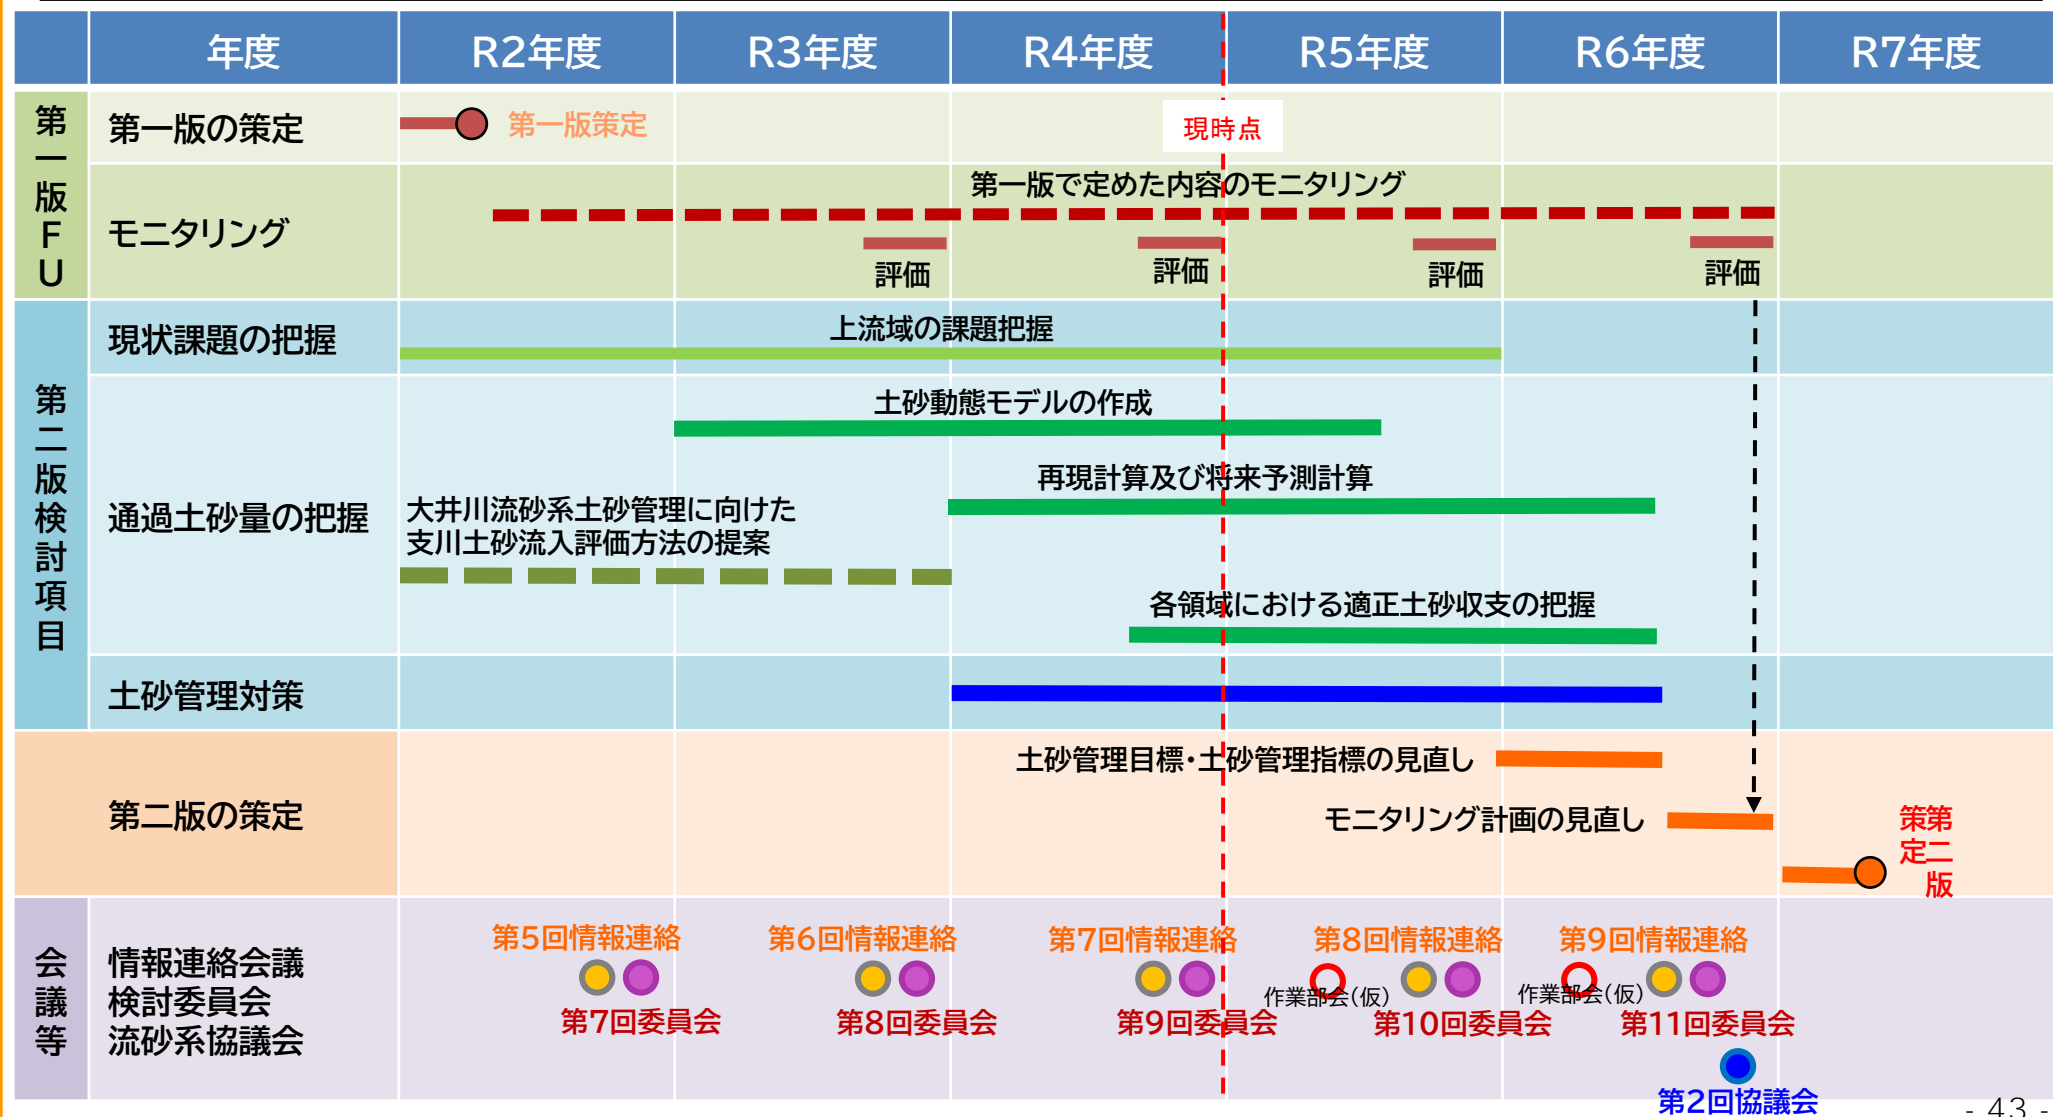 年度
R2年度
R3年度
R4年度
R5年度
R6年度
R7年度
第一版FU
第一版の策定
第一版策定
現時点
モニタリング
第一版で定めた内容のモニタリング
評価
評価
評価
評価
第二版検討項目
現状課題の把握
上流域の課題把握
通過土砂量の把握
土砂動態モデルの作成
再現計算及び将来予測計算
大井川流砂系土砂管理に向けた
支川土砂流入評価方法の提案
各領域における適正土砂収支の把握
土砂管理対策
第二版の策定
土砂管理目標・土砂管理指標の見直し
モニタリング計画の見直し
第二版
策定
会議等
情報連絡会議
検討委員会
流砂系協議会
第5回情報連絡
第6回情報連絡
第7回情報連絡
第8回情報連絡
第9回情報連絡
作業部会(仮)
作業部会(仮)
第7回委員会
第8回委員会
第9回委員会
第10回委員会
第11回委員会
第2回協議会
- 43 -